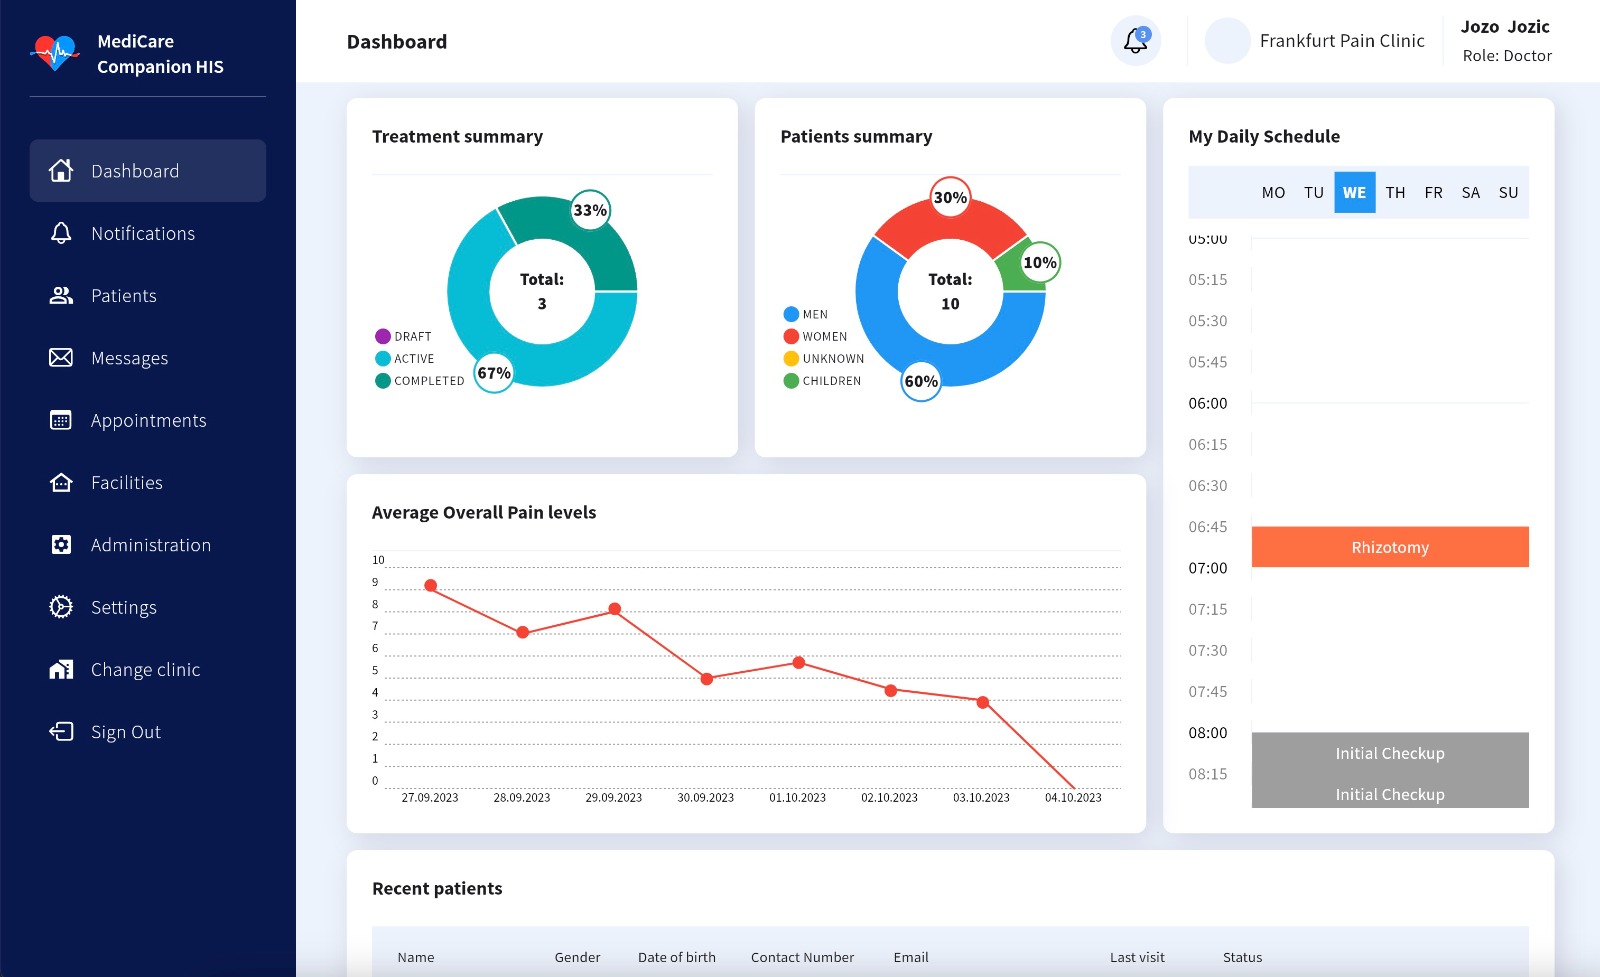 MediCare
Companion HIS
Dashboard
Notifications
Patients
Messages
Appointments
Facilities
Administration
Settings
Change clinic
Sign Out
Dashboard
3
Frankfurt Pain Clinic
Jozo Jozic
Role: Doctor
Treatment summary
33%
Total:
3
DRAFT
ACTIVE
COMPLETED
67%
Patients summary
30%
10%
Total:
10
MEN
WOMEN
UNKNOWN
CHILDREN
60%
My Daily Schedule
MO TU WE TH FR SA SU
05:00
05:15
05:30
05:45
06:00
06:15
06:30
06:45
Rhizotomy
07:00
07:15
07:30
07:45
08:00
Initial Checkup
08:15
Initial Checkup
Average Overall Pain levels
10
9
8
7
6
5
4
3
2
1
0
27.09.2023 28.09.2023 29.09.2023 30.09.2023 01.10.2023 02.10.2023 03.10.2023 04.10.2023
Recent patients
Name Gender Date of birth Contact Number Email Last visit Status